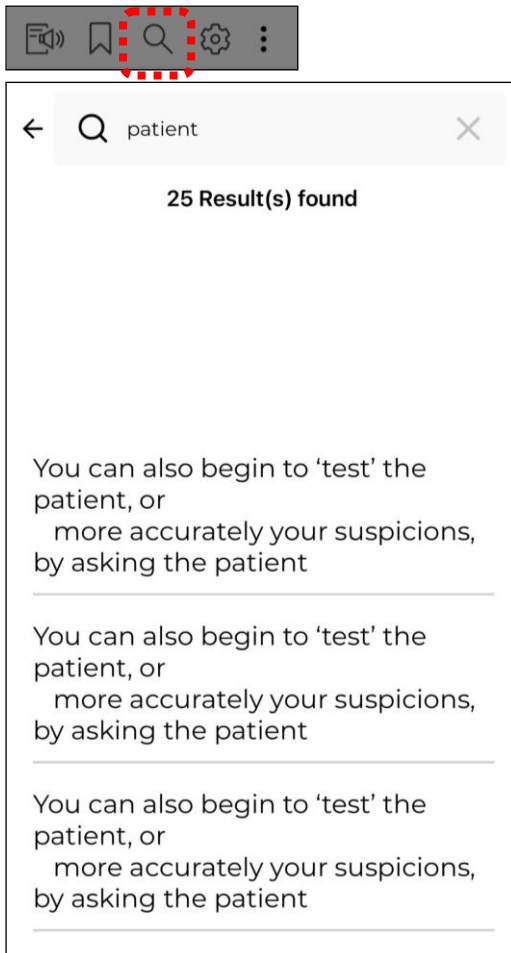 patient
25 Result(s) found
You can also begin to ‘test’ the
patient, or
more accurately your suspicions,
by asking the patient
You can also begin to ‘test’ the
patient, or
more accurately your suspicions,
by asking the patient
You can also begin to ‘test’ the
patient, or
more accurately your suspicions,
by asking the patient